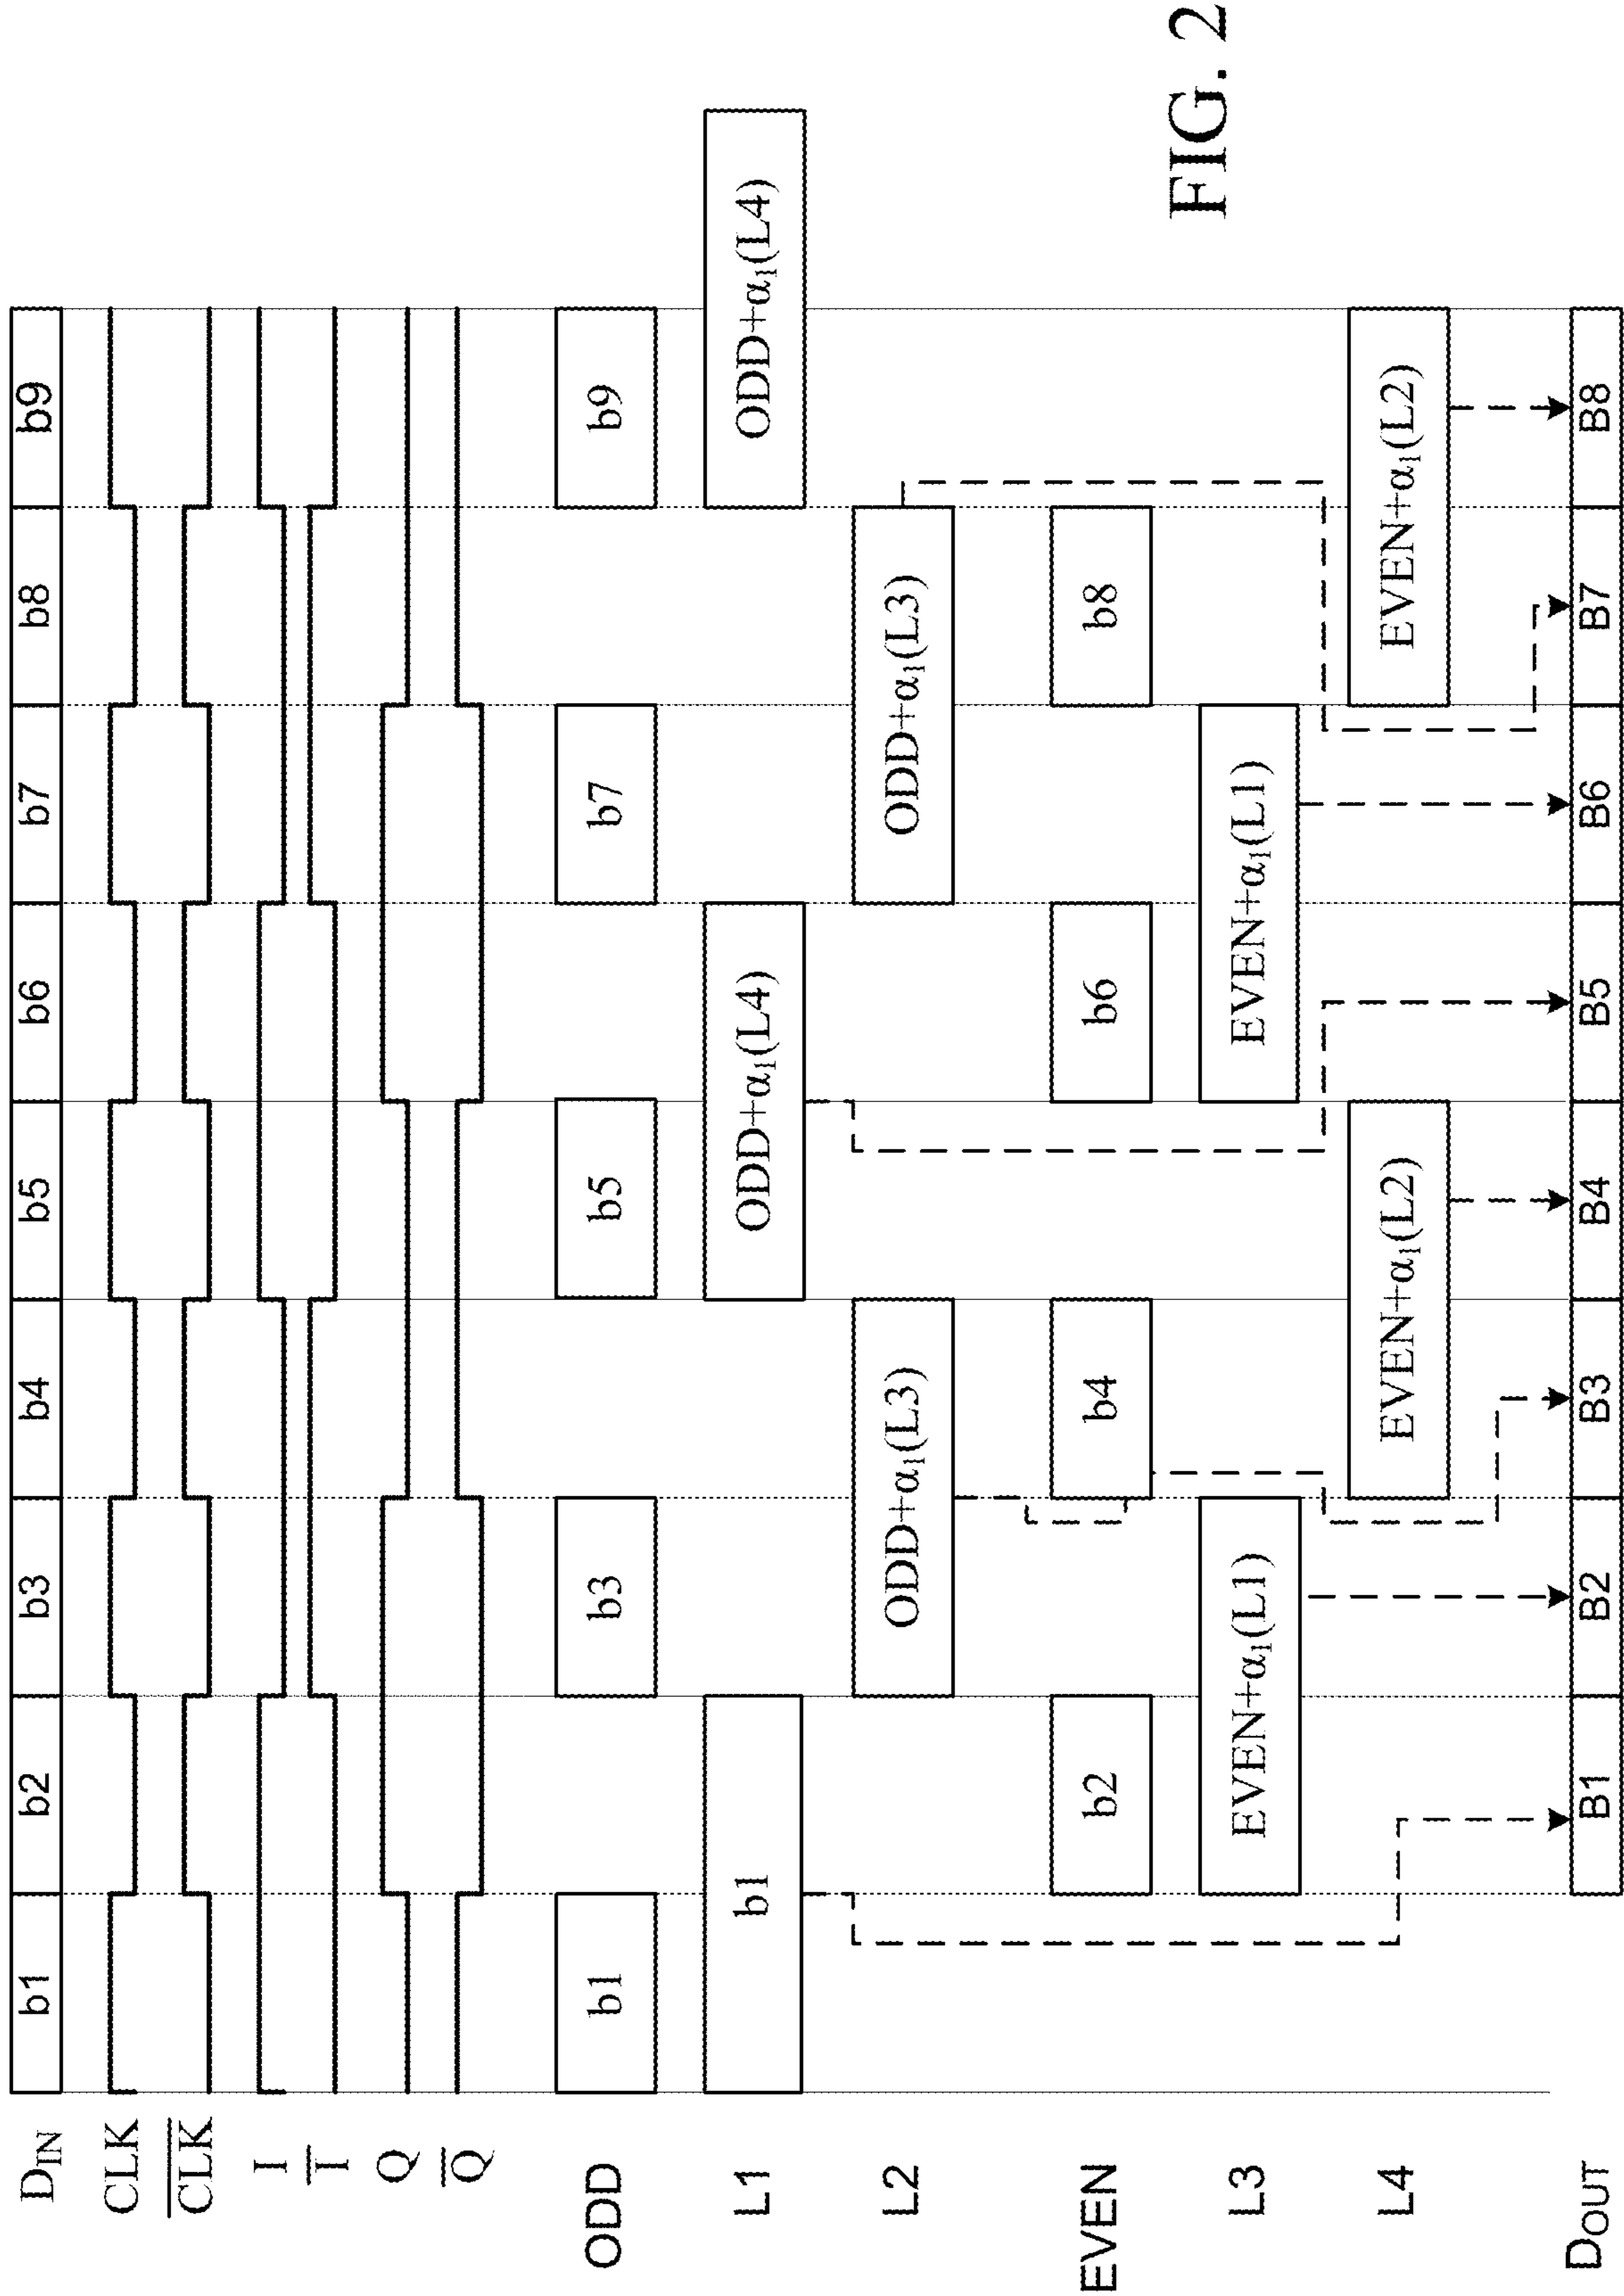 D_IN b1 b2 b3 b4 b5 b6 b7 b8 b9
CLK
C̅L̅K̅
I
I̅
Q
Q̅
ODD b1 b3 b5 b7 b9
L1 b1 ODD+α₁(L4) ODD+α₁(L4)
L2 ODD+α₁(L3) ODD+α₁(L3)
EVEN b2 b4 b6 b8
L3 EVEN+α₁(L1) EVEN+α₁(L1)
L4 EVEN+α₁(L2) EVEN+α₁(L2)
D_OUT B1 B2 B3 B4 B5 B6 B7 B8
FIG. 2